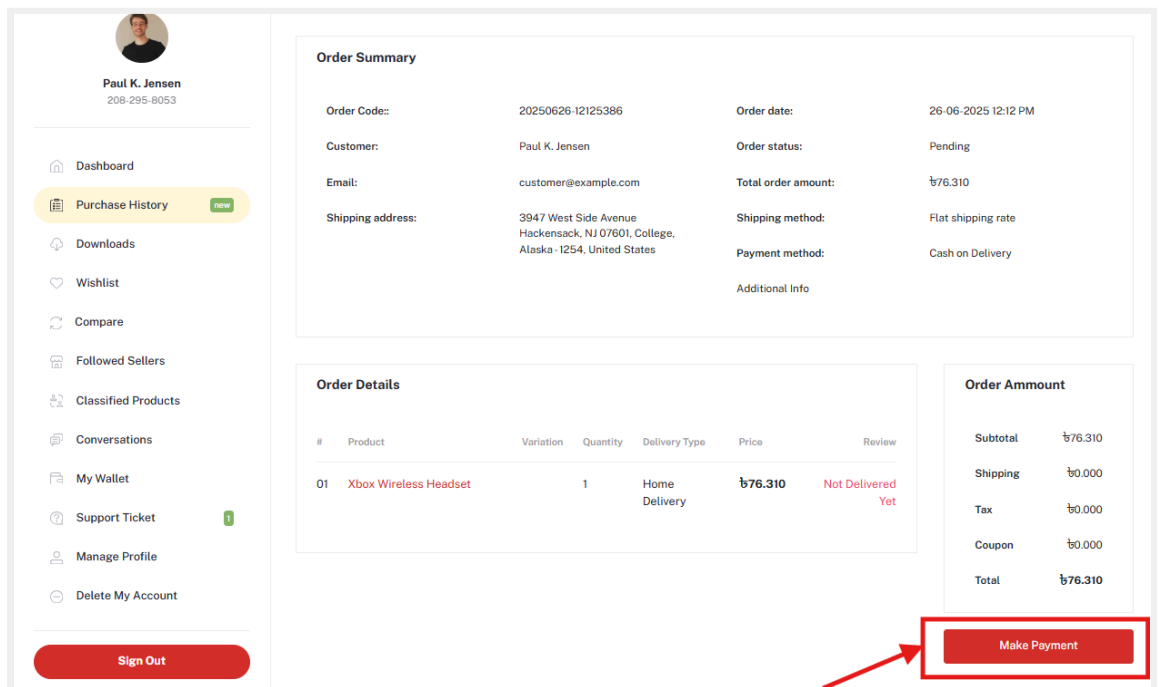 Paul K. Jensen
208-295-8053
Dashboard
Purchase History new
Downloads
Wishlist
Compare
Followed Sellers
Classified Products
Conversations
My Wallet
Support Ticket 1
Manage Profile
Delete My Account
Sign Out
Order Summary
Order Code:: 20250626-12125386 Order date: 26-06-2025 12:12 PM
Customer: Paul K. Jensen Order status: Pending
Email: customer@example.com Total order amount: ৳76.310
Shipping address: 3947 West Side Avenue Shipping method: Flat shipping rate
Hackensack, NJ 07601, College,
Alaska - 1254, United States Payment method: Cash on Delivery
Additional Info
Order Details
# Product Variation Quantity Delivery Type Price Review
01 Xbox Wireless Headset 1 Home ৳76.310 Not Delivered
Delivery Yet
Order Ammount
Subtotal ৳76.310
Shipping ৳0.000
Tax ৳0.000
Coupon ৳0.000
Total ৳76.310
Make Payment